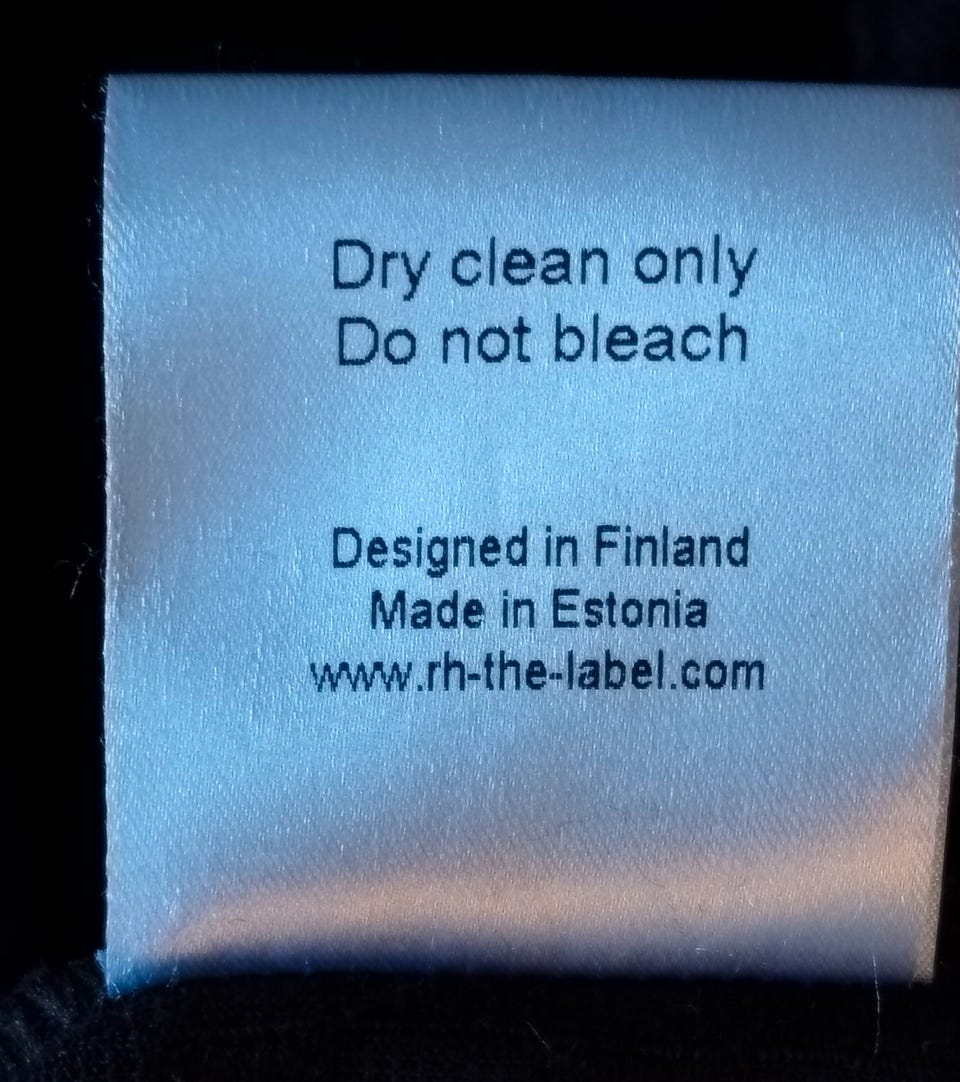 Dry clean only
Do not bleach
Designed in Finland
Made in Estonia
www.rh-the-label.com